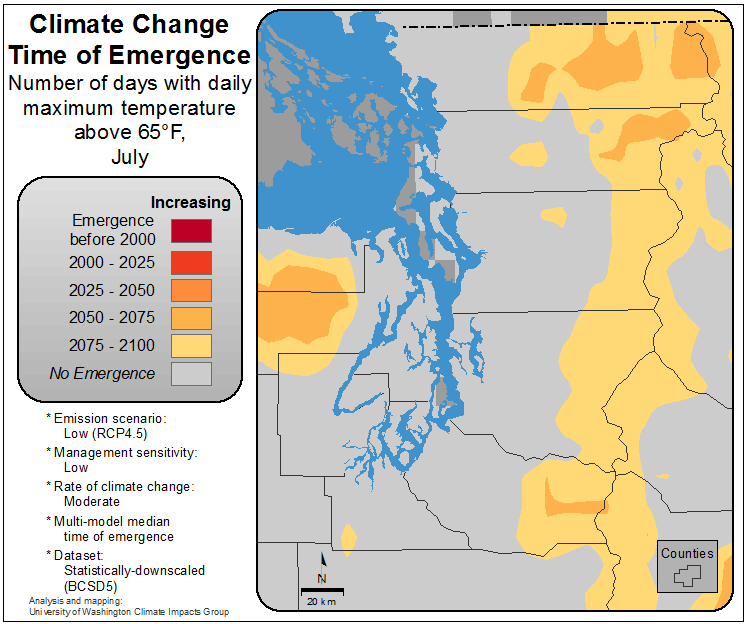 Climate Change
Time of Emergence
Number of days with daily
maximum temperature
above 65°F,
July
Increasing
Emergence
before 2000
2000 - 2025
2025 - 2050
2050 - 2075
2075 - 2100
No Emergence
* Emission scenario:
Low (RCP4.5)
* Management sensitivity:
Low
* Rate of climate change:
Moderate
* Multi-model median
time of emergence
* Dataset:
Statistically-downscaled
(BCSD5)
Analysis and mapping:
University of Washington Climate Impacts Group
N
20 km
Counties